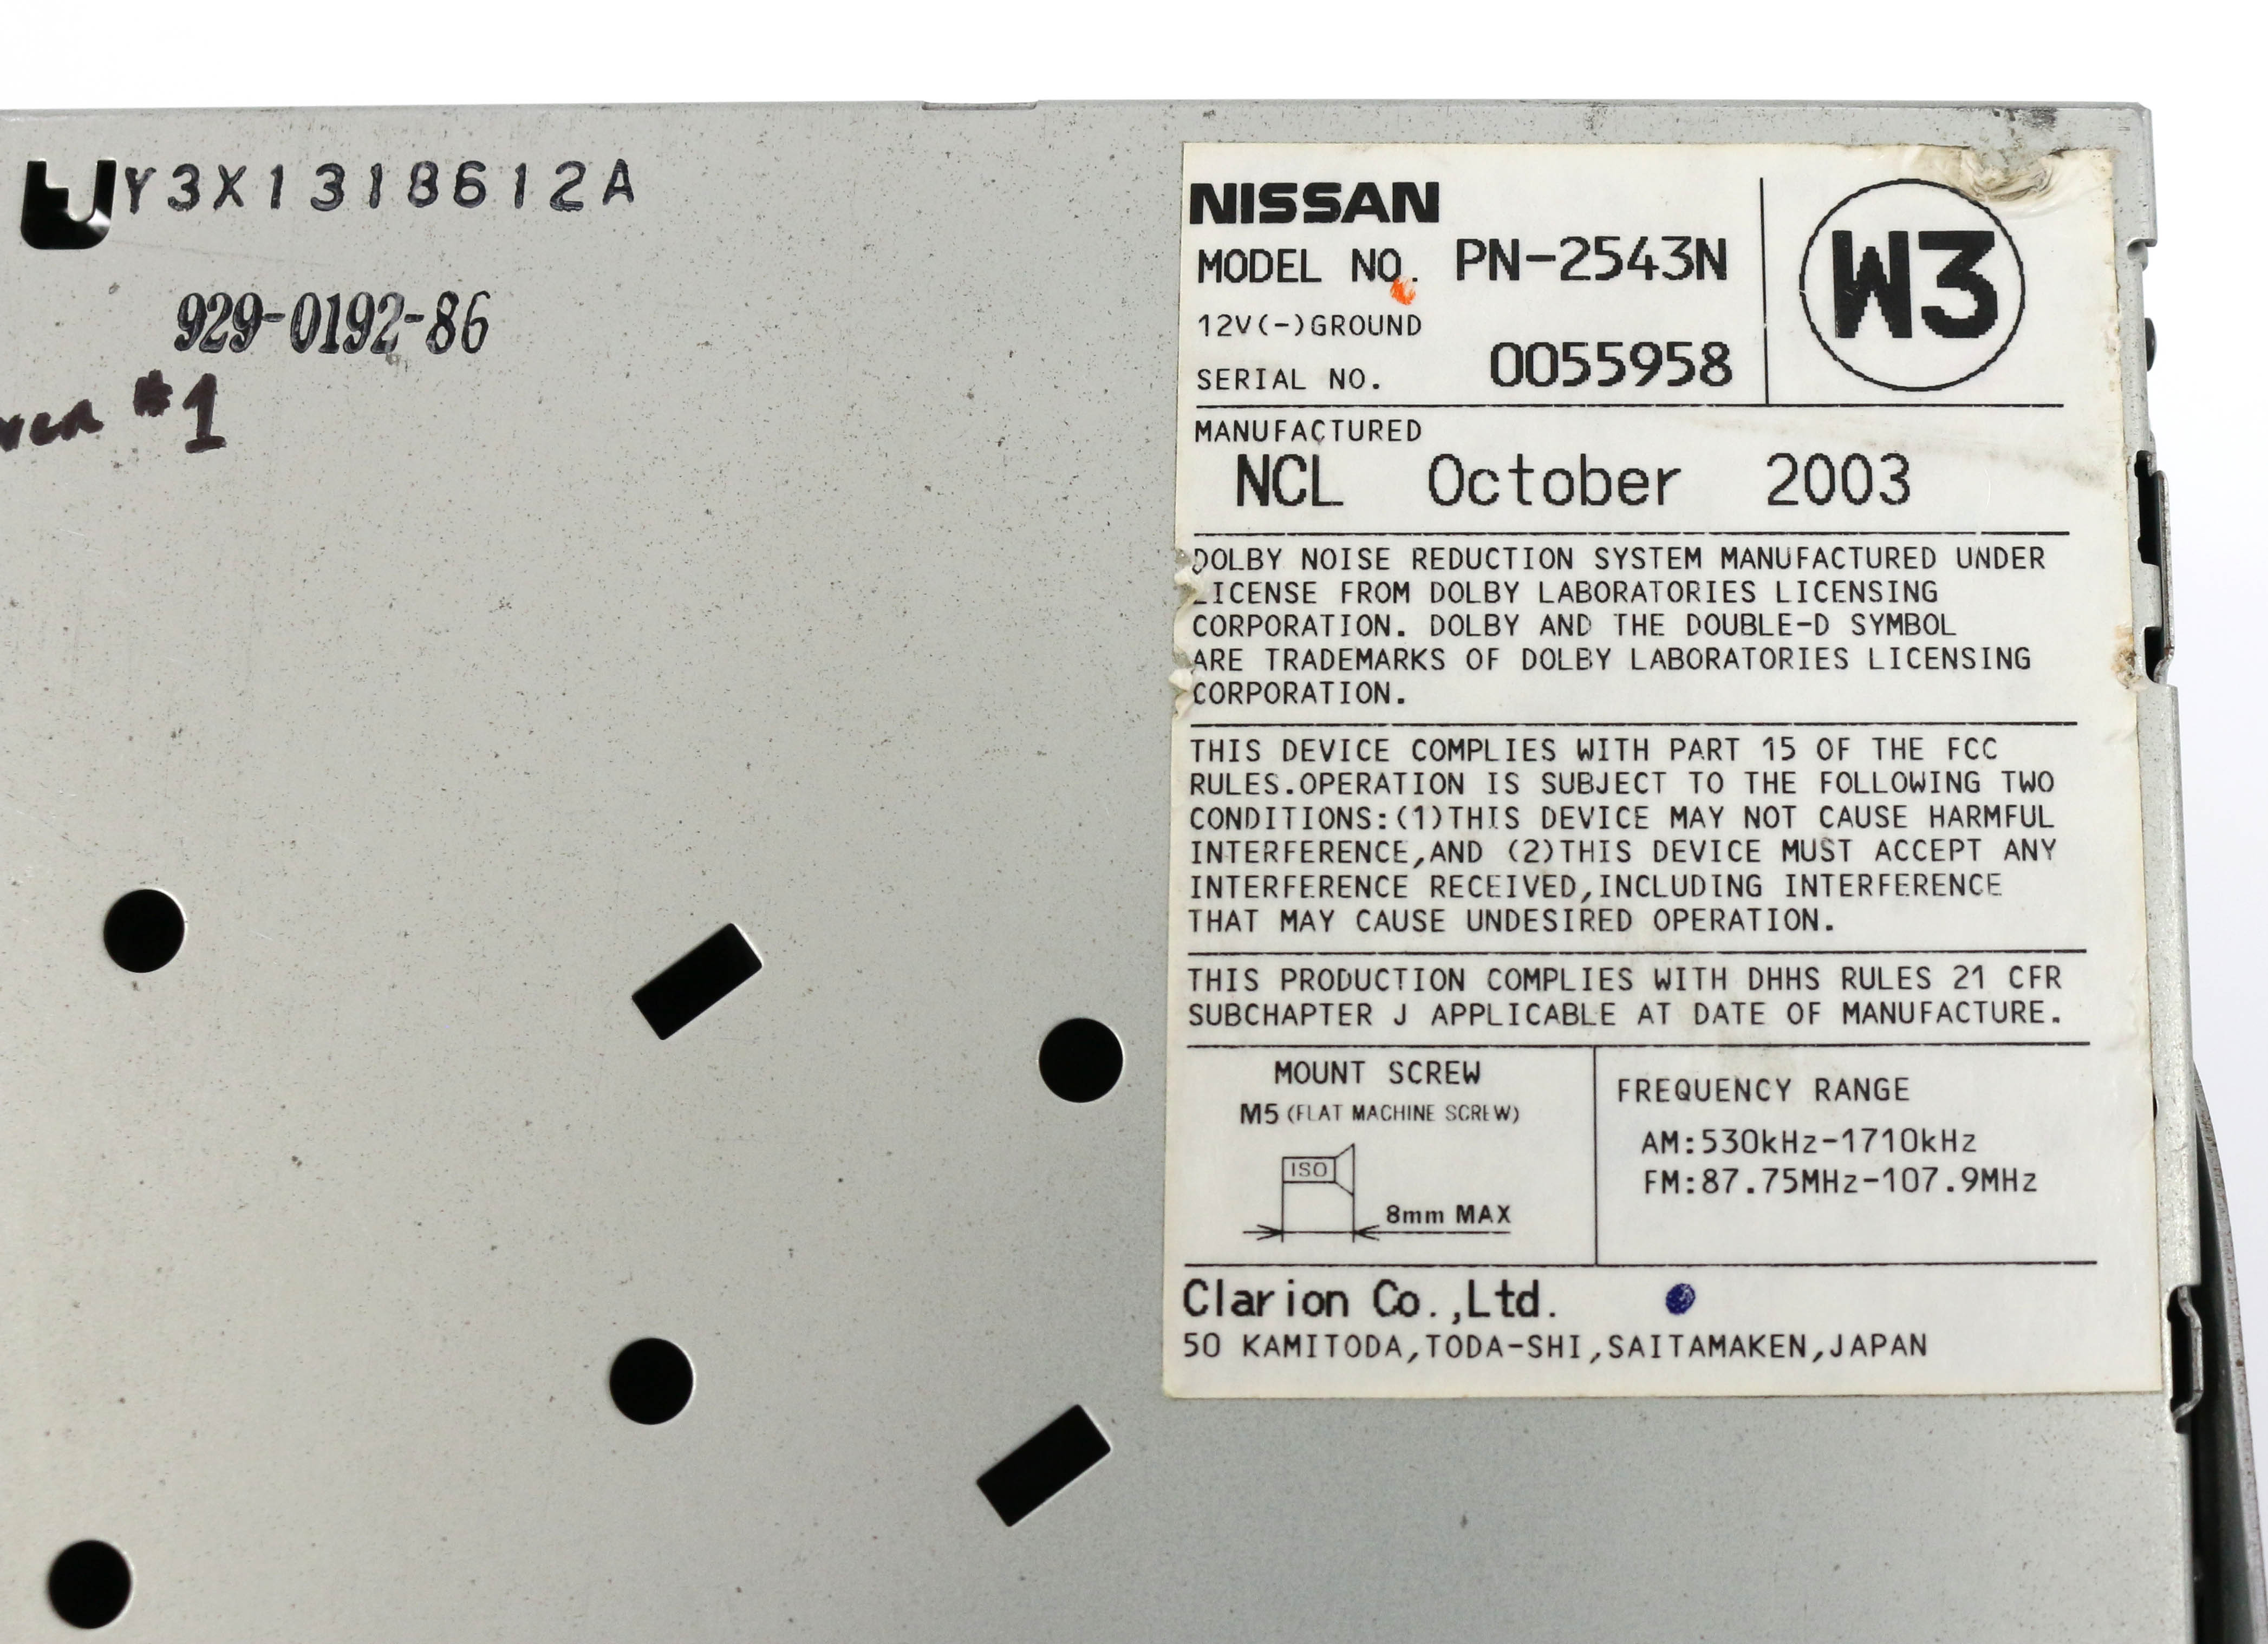 Y3X1318612A
929-0192-86
#1
NISSAN
MODEL NO. PN-2543N
12V(-)GROUND
SERIAL NO. 0055958
W3
MANUFACTURED
NCL October 2003
DOLBY NOISE REDUCTION SYSTEM MANUFACTURED UNDER
LICENSE FROM DOLBY LABORATORIES LICENSING
CORPORATION. DOLBY AND THE DOUBLE-D SYMBOL
ARE TRADEMARKS OF DOLBY LABORATORIES LICENSING
CORPORATION.
THIS DEVICE COMPLIES WITH PART 15 OF THE FCC
RULES.OPERATION IS SUBJECT TO THE FOLLOWING TWO
CONDITIONS:(1)THIS DEVICE MAY NOT CAUSE HARMFUL
INTERFERENCE,AND (2)THIS DEVICE MUST ACCEPT ANY
INTERFERENCE RECEIVED,INCLUDING INTERFERENCE
THAT MAY CAUSE UNDESIRED OPERATION.
THIS PRODUCTION COMPLIES WITH DHHS RULES 21 CFR
SUBCHAPTER J APPLICABLE AT DATE OF MANUFACTURE.
MOUNT SCREW
M5 (FLAT MACHINE SCREW)
ISO
8mm MAX
FREQUENCY RANGE
AM:530kHz-1710kHz
FM:87.75MHz-107.9MHz
Clarion Co.,Ltd.
50 KAMITODA,TODA-SHI,SAITAMAKEN,JAPAN